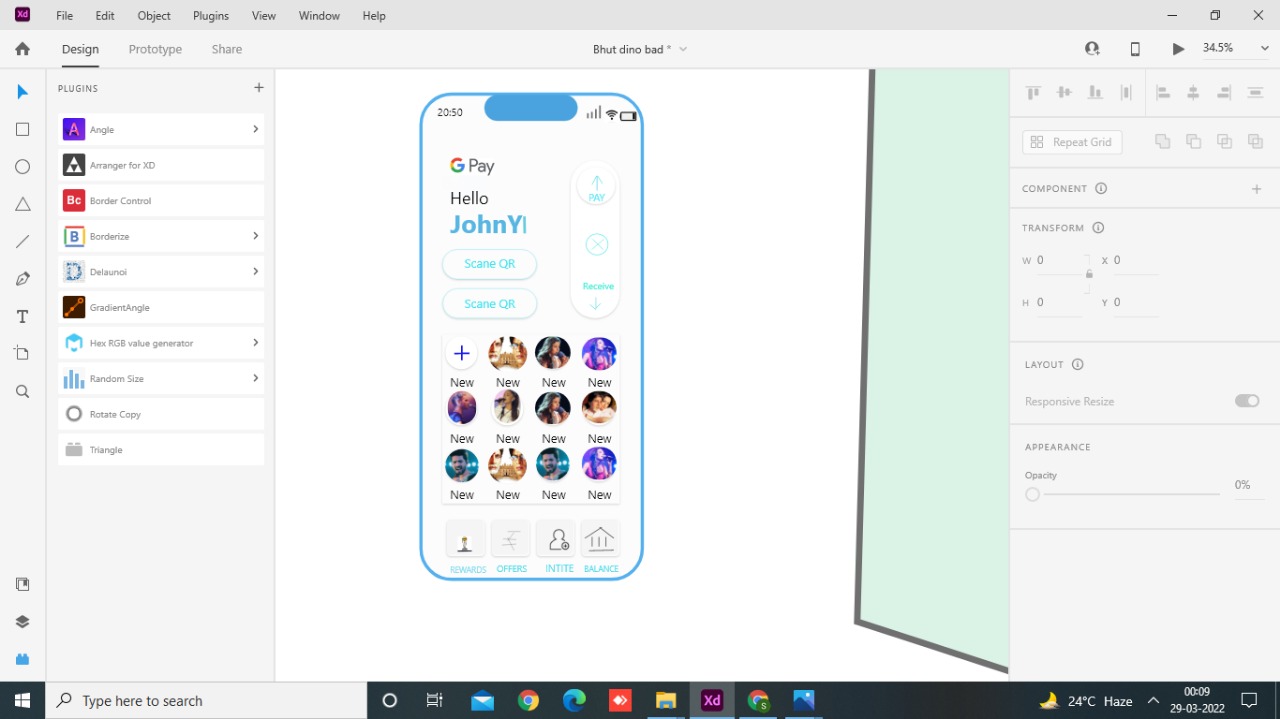 Xd File Edit Object Plugins View Window Help
Design Prototype Share Bhut dino bad * 34.5%
PLUGINS
A Angle
Arranger for XD
Bc Border Control
B Borderize
D Delaunoi
GradientAngle
Hex RGB value generator
Random Size
Rotate Copy
Triangle
20:50
G Pay
Hello
JohnY
Scane QR
Scane QR
PAY
Receive
New New New New
New New New New
New New New New
REWARDS OFFERS INTITE BALANCE
Repeat Grid
COMPONENT
TRANSFORM
W 0 X 0
H 0 Y 0
LAYOUT
Responsive Resize
APPEARANCE
Opacity
0%
Type here to search Xd S 24°C Haze 00:09
29-03-2022